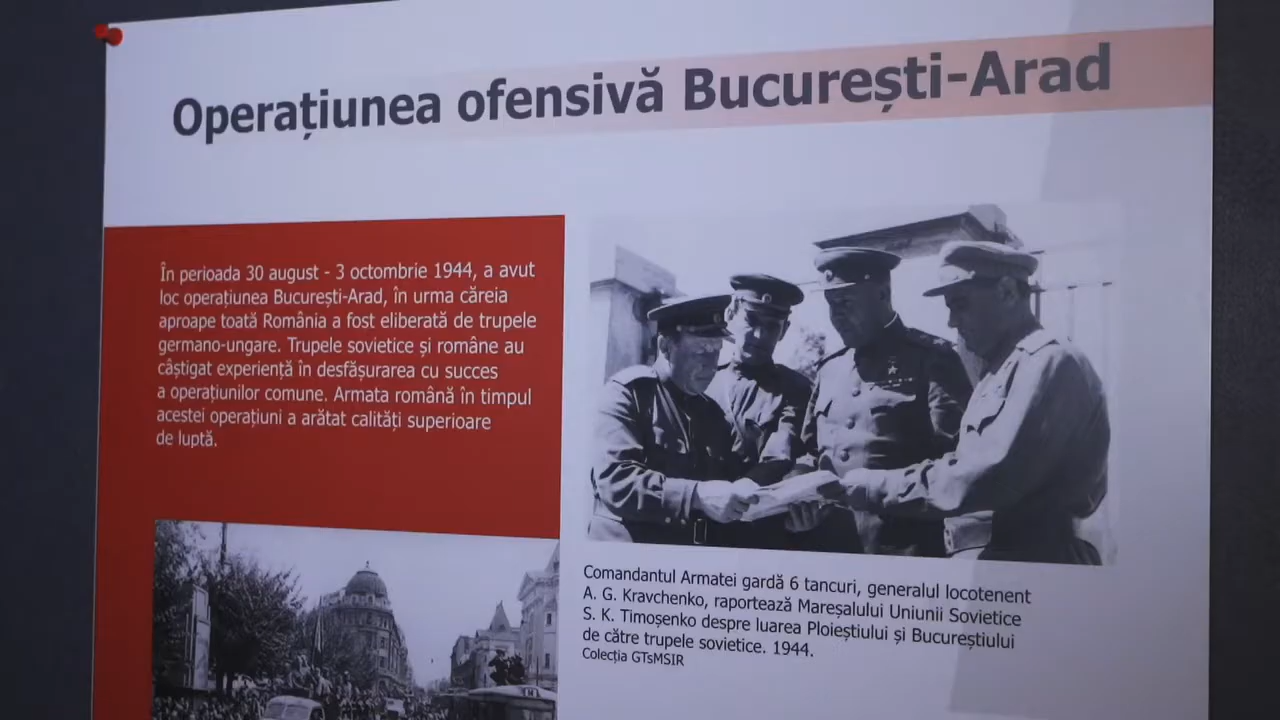 Operațiunea ofensivă București-Arad
În perioada 30 august - 3 octombrie 1944, a avut
loc operațiunea București-Arad, în urma căreia
aproape toată România a fost eliberată de trupele
germano-ungare. Trupele sovietice și române au
câștigat experiență în desfășurarea cu succes
a operațiunilor comune. Armata română în timpul
acestei operațiuni a arătat calități superioare
de luptă.
Comandantul Armatei gardă 6 tancuri, generalul locotenent
A. G. Kravchenko, raportează Mareșalului Uniunii Sovietice
S. K. Timoșenko despre luarea Ploieștiului și Bucureștiului
de către trupele sovietice. 1944.
Colecția GTsMSIR